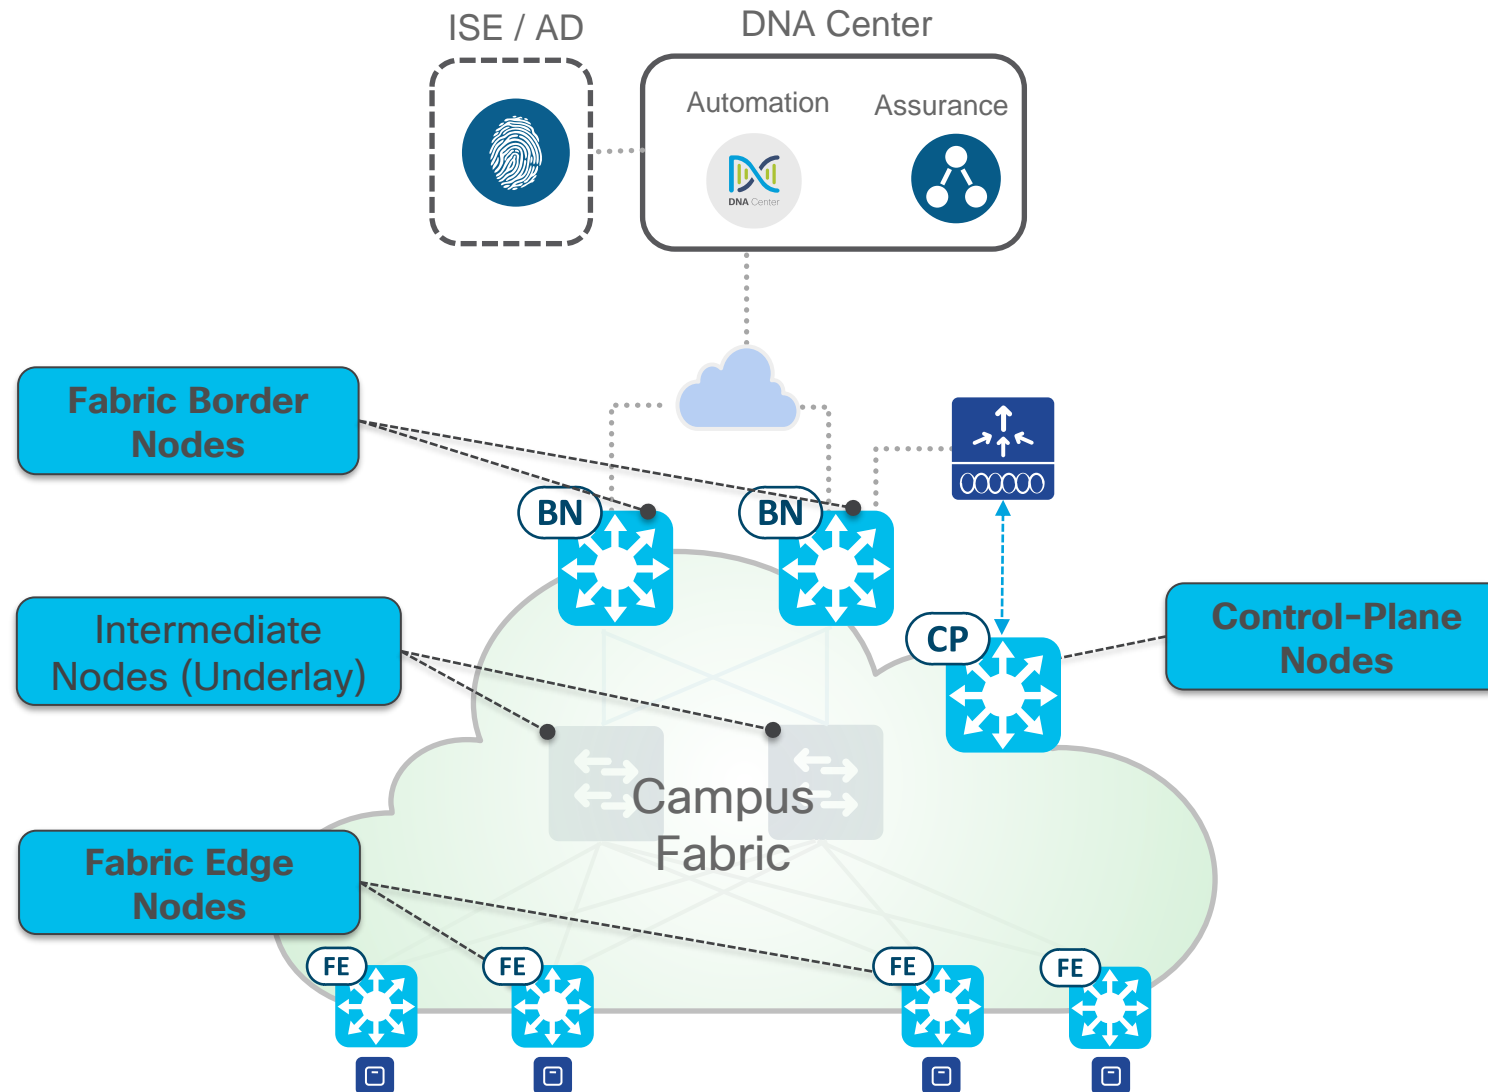 ISE / AD
DNA Center
Automation
Assurance
DNA Center
Fabric Border
Nodes
BN
BN
Intermediate
Nodes (Underlay)
CP
Control-Plane
Nodes
Campus
Fabric
Fabric Edge
Nodes
FE
FE
FE
FE